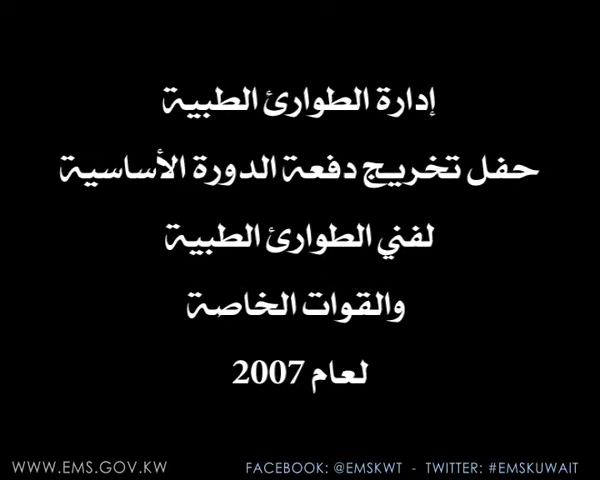 إدارة الطوارئ الطبية
حفل تخريج دفعة الدورة الأساسية
لفني الطوارئ الطبية
والقوات الخاصة
لعام 2007
WWW.EMS.GOV.KW
FACEBOOK: @EMSKWT - TWITTER: #EMSKUWAIT